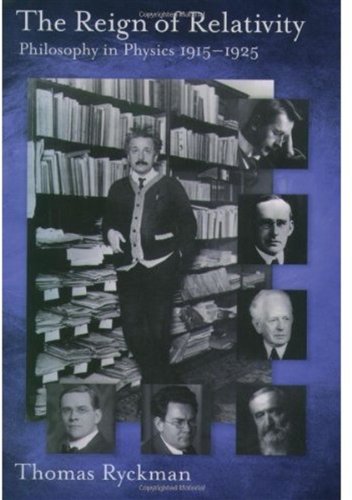 The Reign of Relativity
Philosophy in Physics 1915–1925
Thomas Ryckman